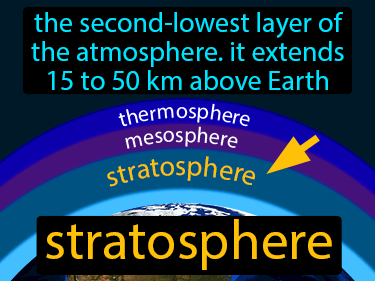 the second-lowest layer of
the atmosphere. it extends
15 to 50 km above Earth
thermosphere
mesosphere
stratosphere
stratosphere